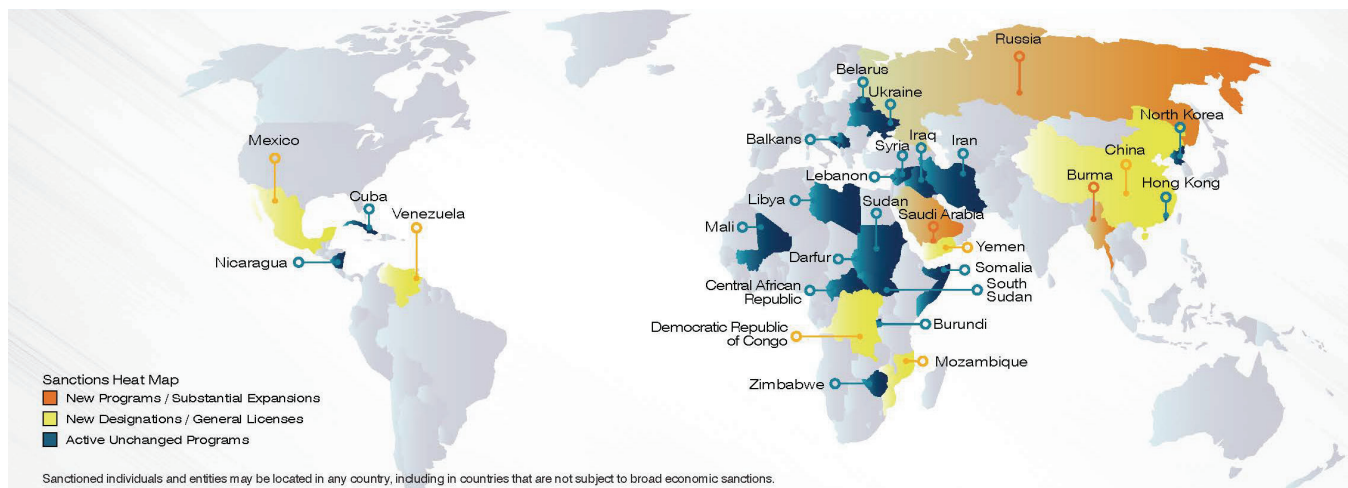 Russia
Belarus
Ukraine
North Korea
Mexico
Balkans
Syria
Iraq
Iran
China
Lebanon
Burma
Hong Kong
Cuba
Libya
Sudan
Venezuela
Saudi Arabia
Mali
Yemen
Nicaragua
Darfur
Somalia
Central African
Republic
South
Sudan
Democratic Republic
of Congo
Burundi
Mozambique
Zimbabwe
Sanctions Heat Map
New Programs / Substantial Expansions
New Designations / General Licenses
Active Unchanged Programs
Sanctioned individuals and entities may be located in any country, including in countries that are not subject to broad economic sanctions.